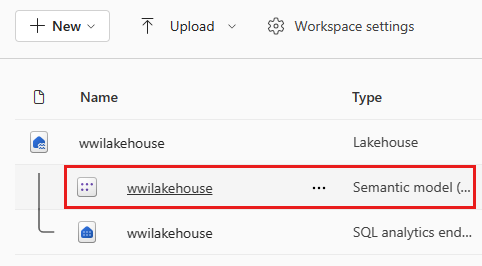 + New Upload Workspace settings
Name Type
wwilakehouse Lakehouse
wwilakehouse ... Semantic model (...
wwilakehouse SQL analytics end...